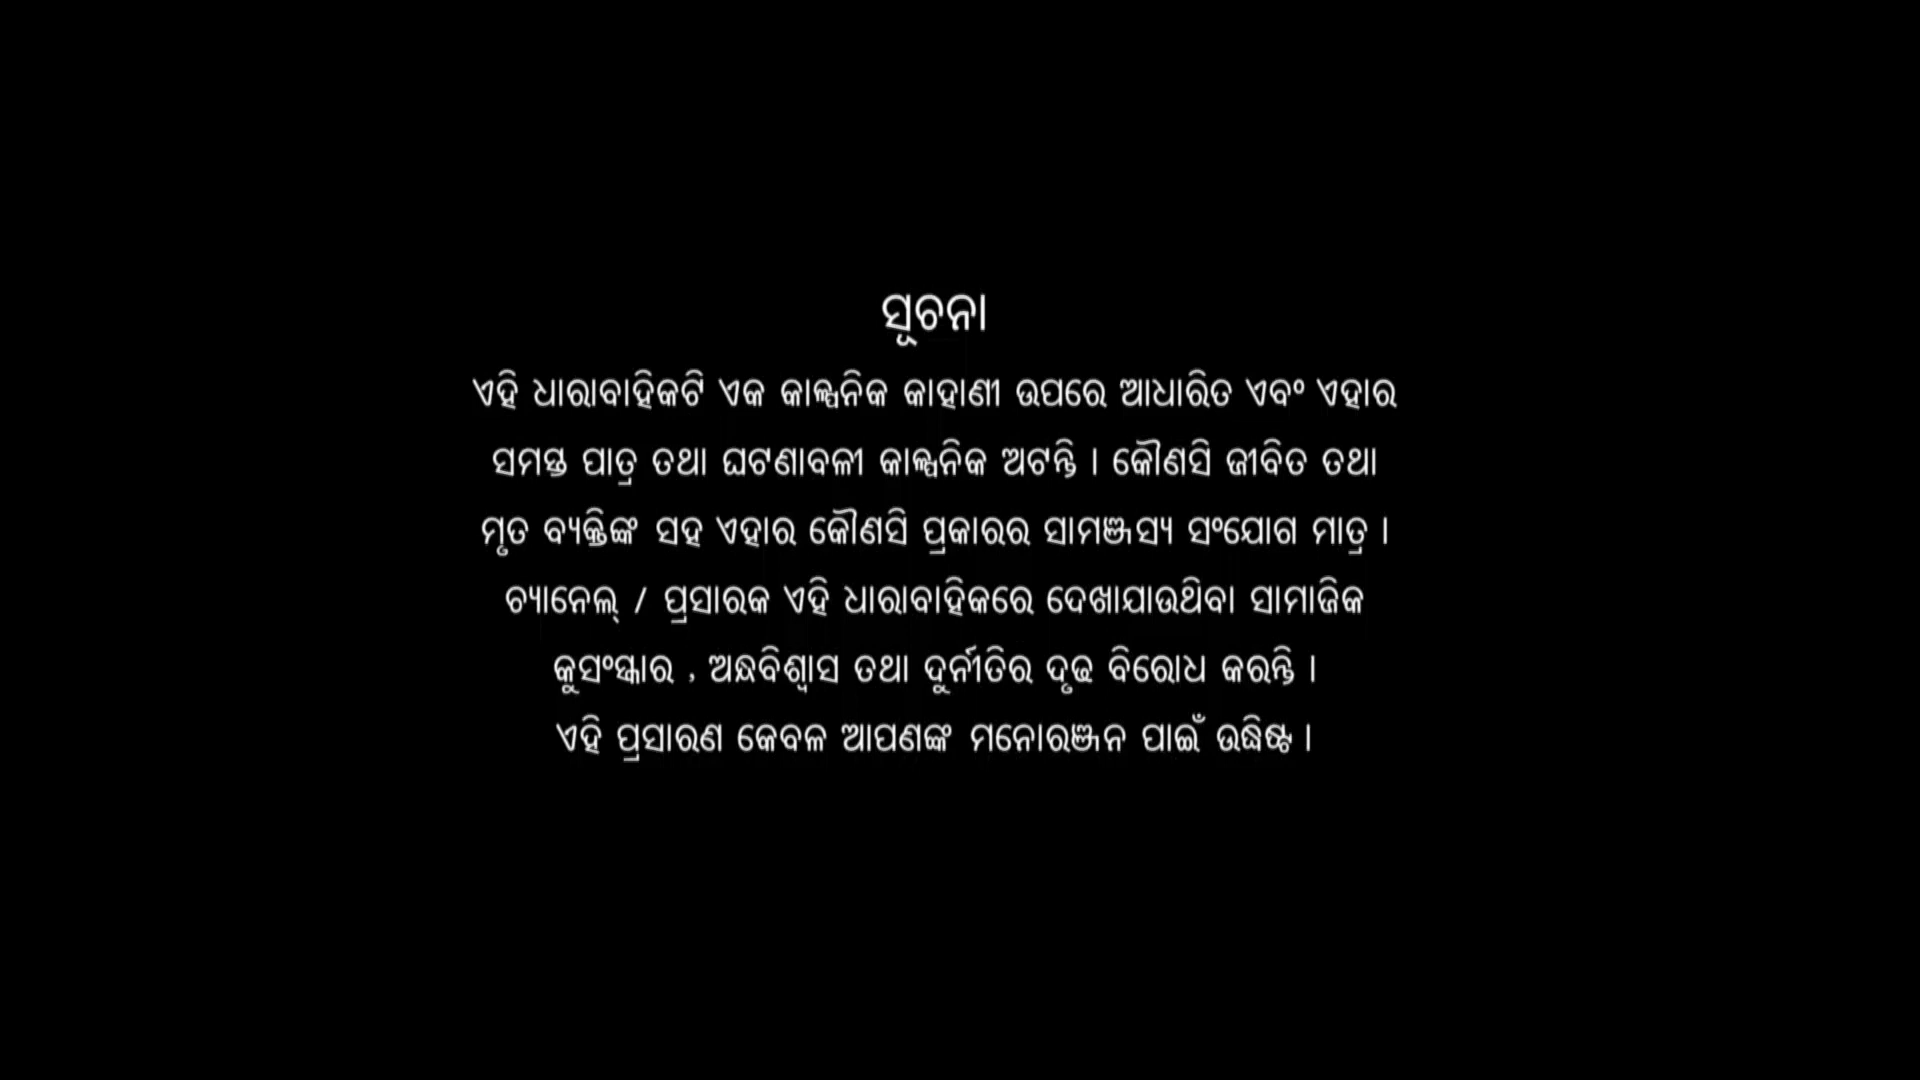 ସୂଚନା
ଏହି ଧାରାବାହିକଟି ଏକ କାଳ୍ପନିକ କାହାଣୀ ଉପରେ ଆଧାରିତ ଏବଂ ଏହାର
ସମସ୍ତ ପାତ୍ର ତଥା ଘଟଣାବଳୀ କାଳ୍ପନିକ ଅଟନ୍ତି । କୌଣସି ଜୀବିତ ତଥା
ମୃତ ବ୍ୟକ୍ତିଙ୍କ ସହ ଏହାର କୌଣସି ପ୍ରକାରର ସାମଞ୍ଜସ୍ୟ ସଂଯୋଗ ମାତ୍ର ।
ଚ୍ୟାନେଲ୍ / ପ୍ରସାରକ ଏହି ଧାରାବାହିକରେ ଦେଖାଯାଉଥିବା ସାମାଜିକ
କୁସଂସ୍କାର , ଅନ୍ଧବିଶ୍ୱାସ ତଥା ଦୁର୍ନୀତିର ଦୃଢ ବିରୋଧ କରନ୍ତି ।
ଏହି ପ୍ରସାରଣ କେବଳ ଆପଣଙ୍କ ମନୋରଞ୍ଜନ ପାଇଁ ଉଦ୍ଧିଷ୍ଟ ।